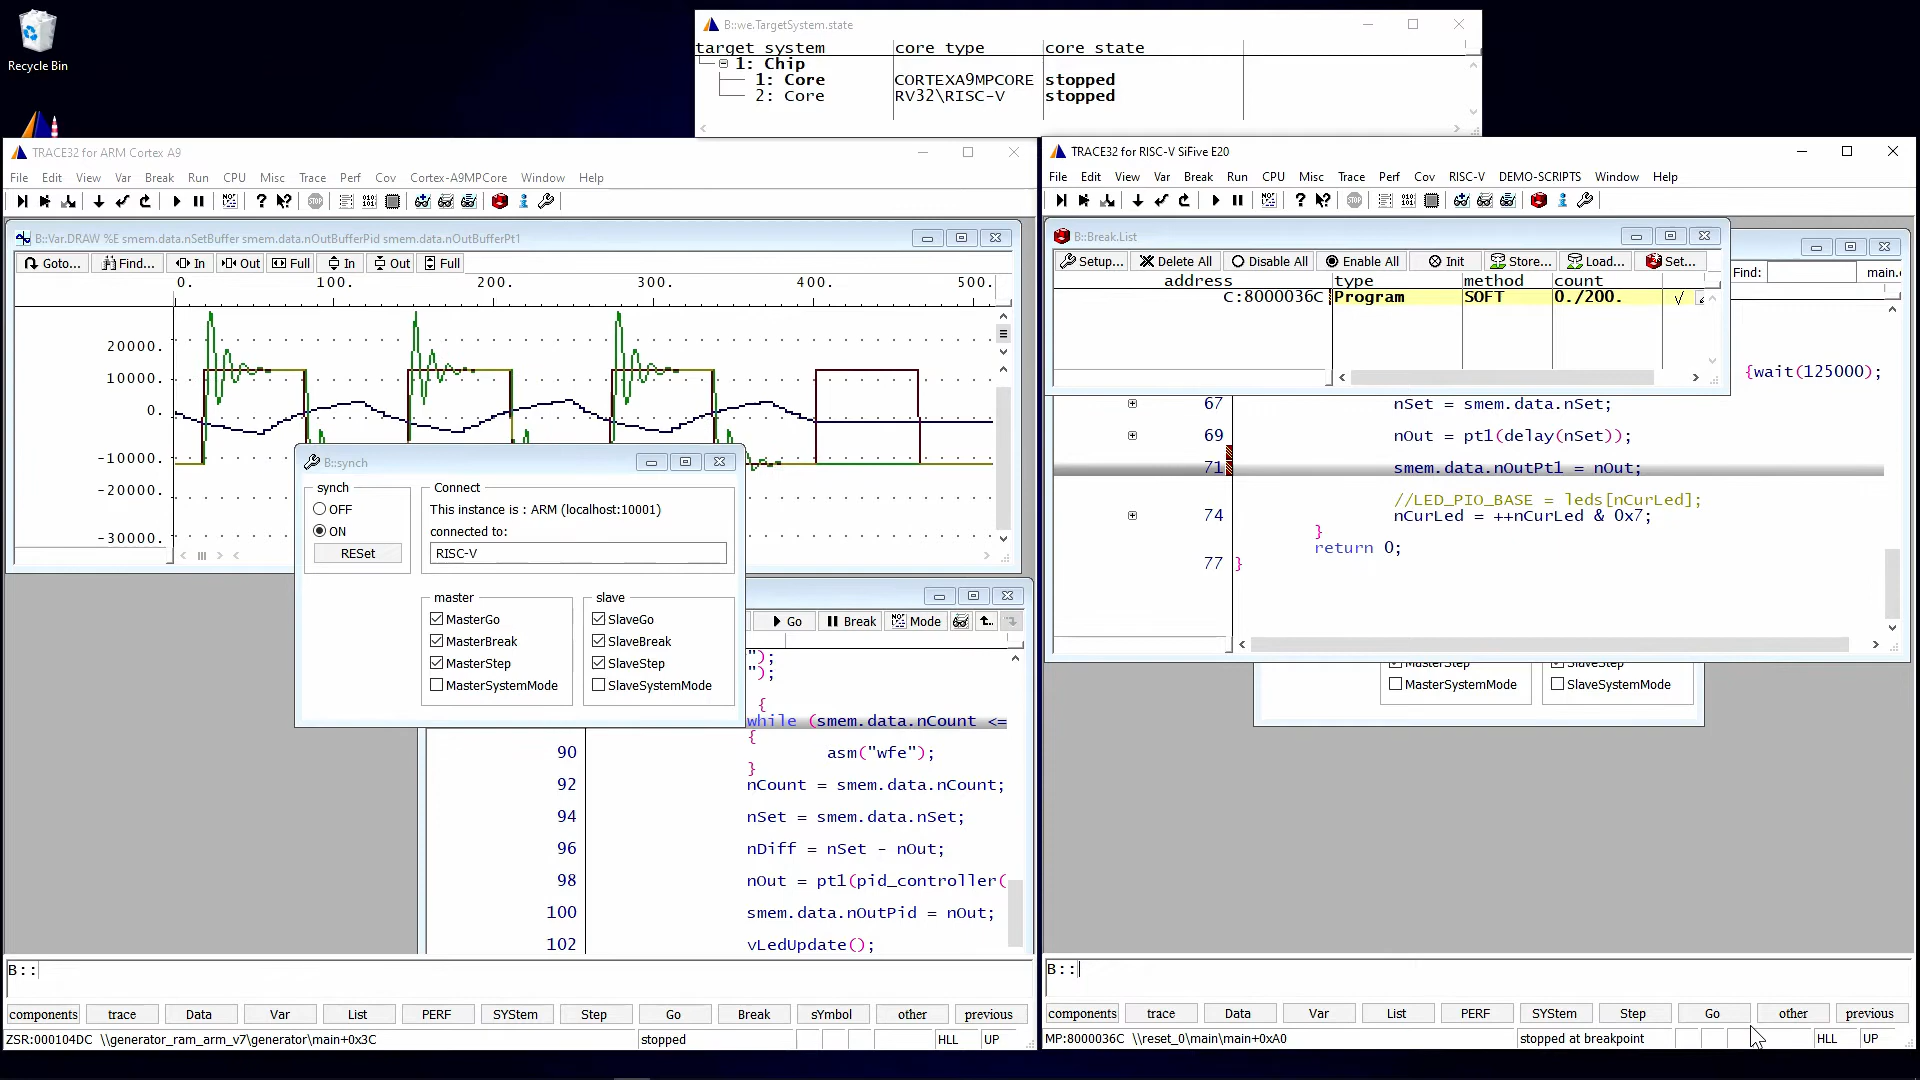 Recycle Bin
B::we.TargetSystem.state
target system core type core state
1: Chip
1: Core CORTEXA9MPCORE stopped
2: Core RV32\RISC-V stopped
TRACE32 for ARM Cortex A9
File Edit View Var Break Run CPU Misc Trace Perf Cov Cortex-A9MPCore Window Help
B::Var.DRAW %E smem.data.nSetBuffer smem.data.nOutBufferPid smem.data.nOutBufferPt1
Goto... Find... In Out Full In Out Full
0. 100. 200. 300. 400. 500.
20000.
10000.
0.
-10000.
-20000.
-30000.
B::synch
synch
OFF
ON
RESet
Connect
This instance is : ARM (localhost:10001)
connected to:
RISC-V
master
MasterGo
MasterBreak
MasterStep
MasterSystemMode
slave
SlaveGo
SlaveBreak
SlaveStep
SlaveSystemMode
Go Break Mode
");
");
{
while (smem.data.nCount <=
{
90 asm("wfe");
}
92 nCount = smem.data.nCount;
94 nSet = smem.data.nSet;
96 nDiff = nSet - nOut;
98 nOut = pt1(pid_controller(
100 smem.data.nOutPid = nOut;
102 vLedUpdate();
B::
components trace Data Var List PERF SYStem Step Go Break sYmbol other previous
ZSR:000104DC \\generator_ram_arm_v7\generator\main+0x3C stopped HLL UP
TRACE32 for RISC-V SiFive E20
File Edit View Var Break Run CPU Misc Trace Perf Cov RISC-V DEMO-SCRIPTS Window Help
B::Break.List
Setup... Delete All Disable All Enable All Init Store... Load... Set...
address type method count
C:8000036C Program SOFT 0./200. √
Find: main.
{wait(125000);
67 nSet = smem.data.nSet;
69 nOut = pt1(delay(nSet));
71 smem.data.nOutPt1 = nOut;
//LED_PIO_BASE = leds[nCurLed];
74 nCurLed = ++nCurLed & 0x7;
}
return 0;
77 }
MasterStep SlaveStep
MasterSystemMode SlaveSystemMode
B::
components trace Data Var List PERF SYStem Step Go other previous
MP:8000036C \\reset_0\main\main+0xA0 stopped at breakpoint HLL UP